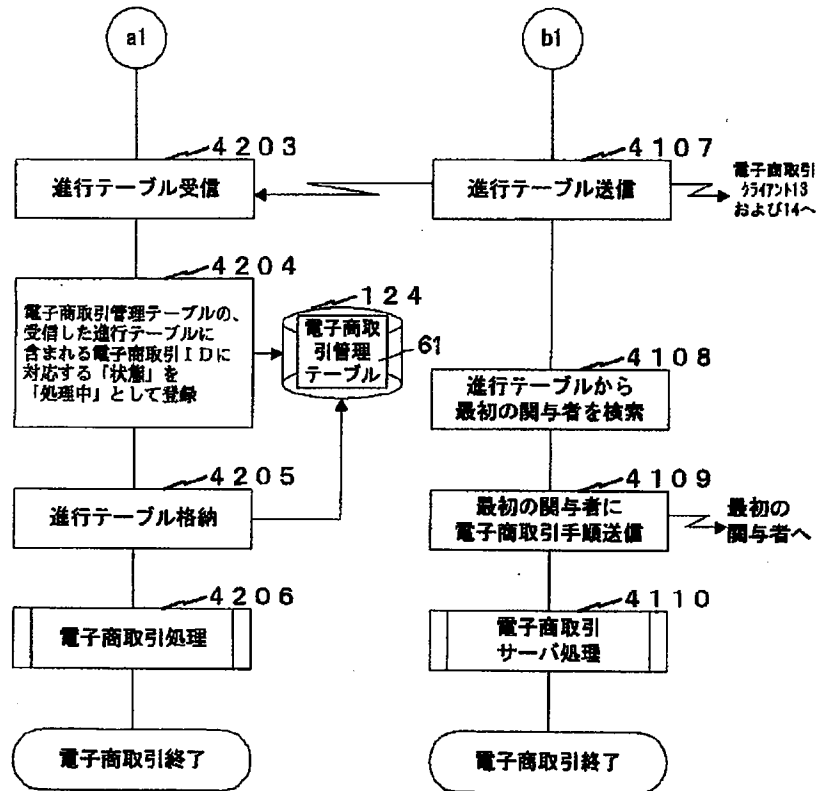 a1
b1
4203
4107
進行テーブル受信
進行テーブル送信
電子商取引
クライアント13
および14へ
4204
124
電子商取引管理テーブルの、
受信した進行テーブルに
含まれる電子商取引IDに
対応する「状態」を
「処理中」として登録
電子商取
引管理
テーブル
61
4108
進行テーブルから
最初の関与者を検索
4205
4109
進行テーブル格納
最初の関与者に
電子商取引手順送信
最初の
関与者へ
4206
4110
電子商取引処理
電子商取引
サーバ処理
電子商取引終了
電子商取引終了